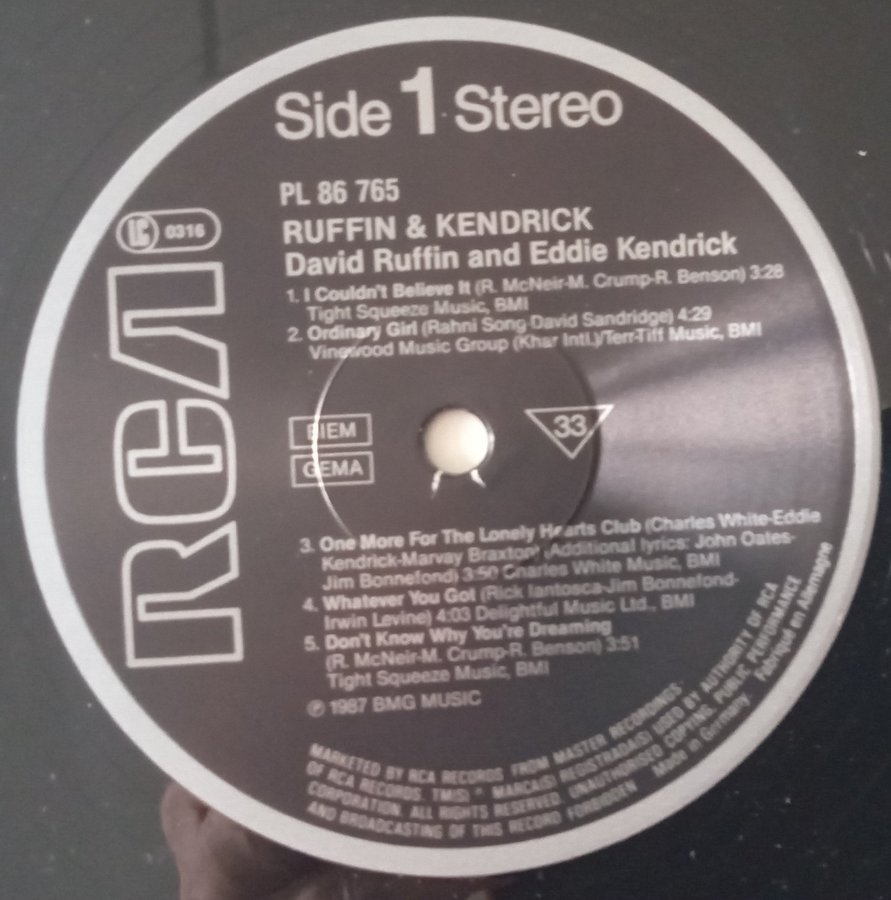 Side 1 Stereo
PL 86 765
LC 0316
RCA
RUFFIN & KENDRICK
David Ruffin and Eddie Kendrick
1. I Couldn't Believe It (R. McNeir-M. Crump-R. Benson) 3:28
Tight Squeeze Music, BMI
2. Ordinary Girl (Rahni Song-David Sandridge) 4:29
Vinewood Music Group (Khar Intl.)/Terr-Tiff Music, BMI
BIEM
GEMA
33
3. One More For The Lonely Hearts Club (Charles White-Eddie
Kendrick-Marvay Braxton) (Additional lyrics: John Oates-
Jim Bonnefond) 3:50 Charles White Music, BMI
4. Whatever You Got (Rick Iantosca-Jim Bonnefond-
Irwin Levine) 4:03 Delightful Music Ltd., BMI
5. Don't Know Why You're Dreaming
(R. McNeir-M. Crump-R. Benson) 3:51
Tight Squeeze Music, BMI
℗ 1987 BMG MUSIC
MARKETED BY RCA RECORDS. FROM MASTER RECORDINGS
OF RCA RECORDS. TM(S) ® MARCA(S) REGISTRADA(S) USED BY AUTHORITY OF RCA
CORPORATION. ALL RIGHTS RESERVED. UNAUTHORISED COPYING, PUBLIC PERFORMANCE
AND BROADCASTING OF THIS RECORD FORBIDDEN Made in Germany Fabriqué en Allemagne